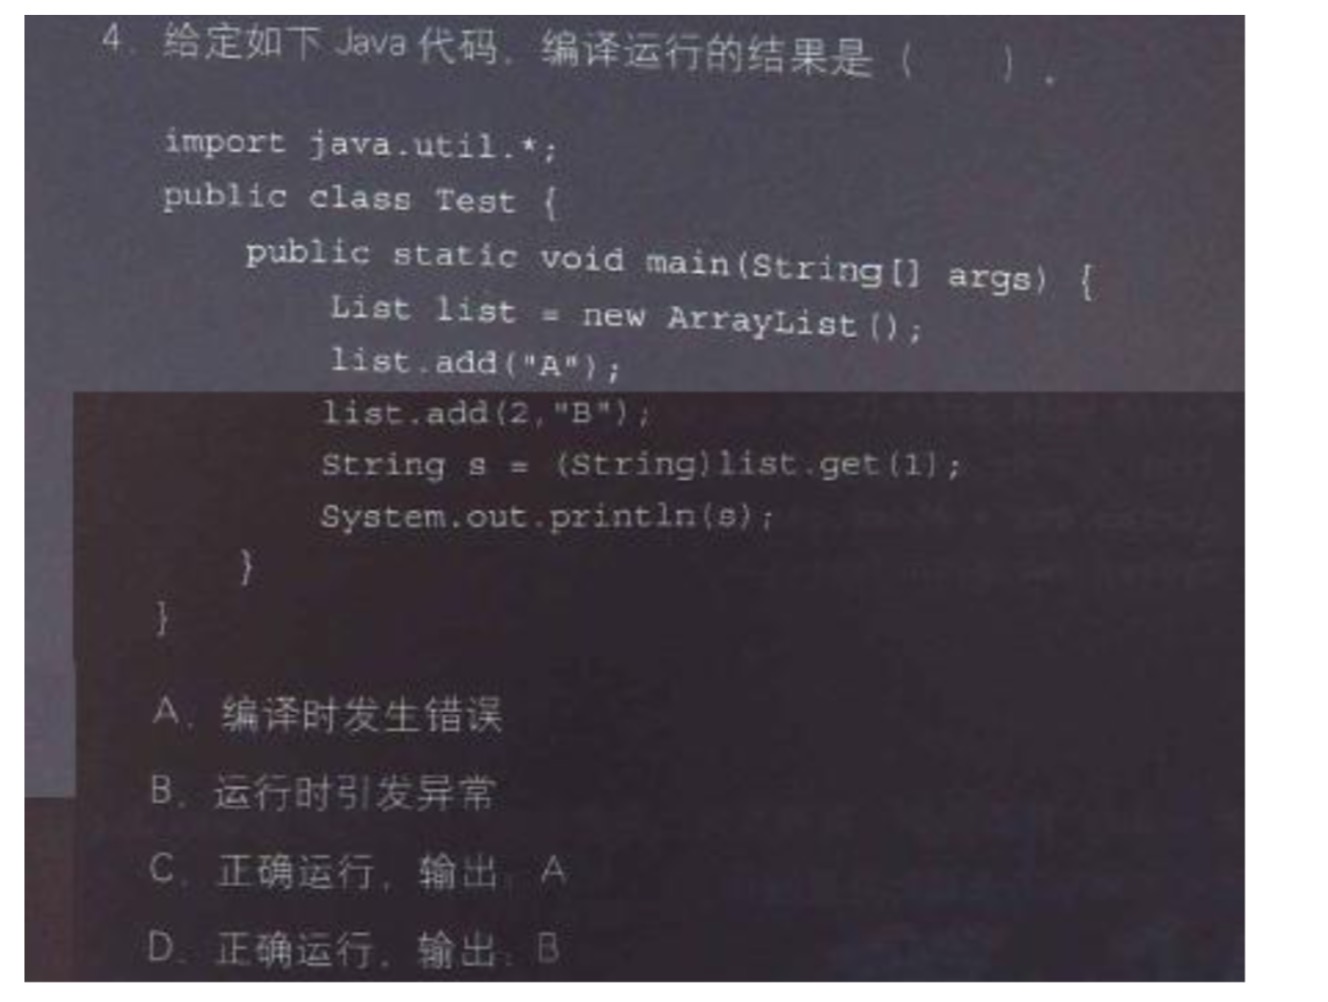 4. 给定如下 Java 代码，编译运行的结果是（ ）。
import java.util.*;
public class Test {
public static void main(String[] args) {
List list = new ArrayList();
list.add("A");
list.add(2,"B");
String s = (String)list.get(1);
System.out.println(s);
}
}
A. 编译时发生错误
B. 运行时引发异常
C. 正确运行，输出：A
D. 正确运行，输出：B